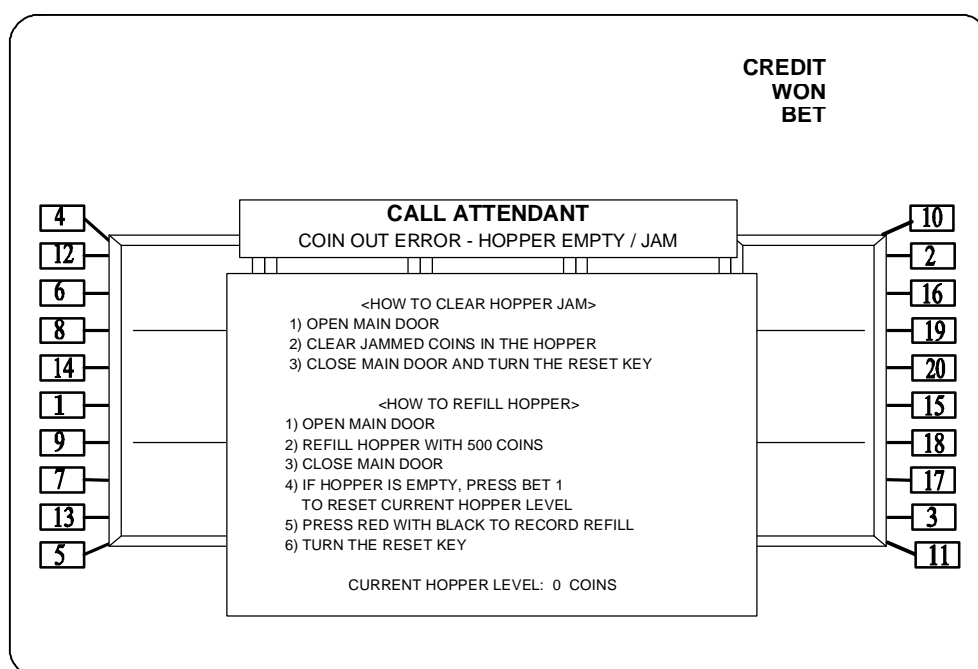 CREDIT
WON
BET
CALL ATTENDANT
COIN OUT ERROR - HOPPER EMPTY / JAM
4
12
6
8
14
1
9
7
13
5
<HOW TO CLEAR HOPPER JAM>
1) OPEN MAIN DOOR
2) CLEAR JAMMED COINS IN THE HOPPER
3) CLOSE MAIN DOOR AND TURN THE RESET KEY
<HOW TO REFILL HOPPER>
1) OPEN MAIN DOOR
2) REFILL HOPPER WITH 500 COINS
3) CLOSE MAIN DOOR
4) IF HOPPER IS EMPTY, PRESS BET 1
TO RESET CURRENT HOPPER LEVEL
5) PRESS RED WITH BLACK TO RECORD REFILL
6) TURN THE RESET KEY
CURRENT HOPPER LEVEL: 0 COINS
10
2
16
19
20
15
18
17
3
11